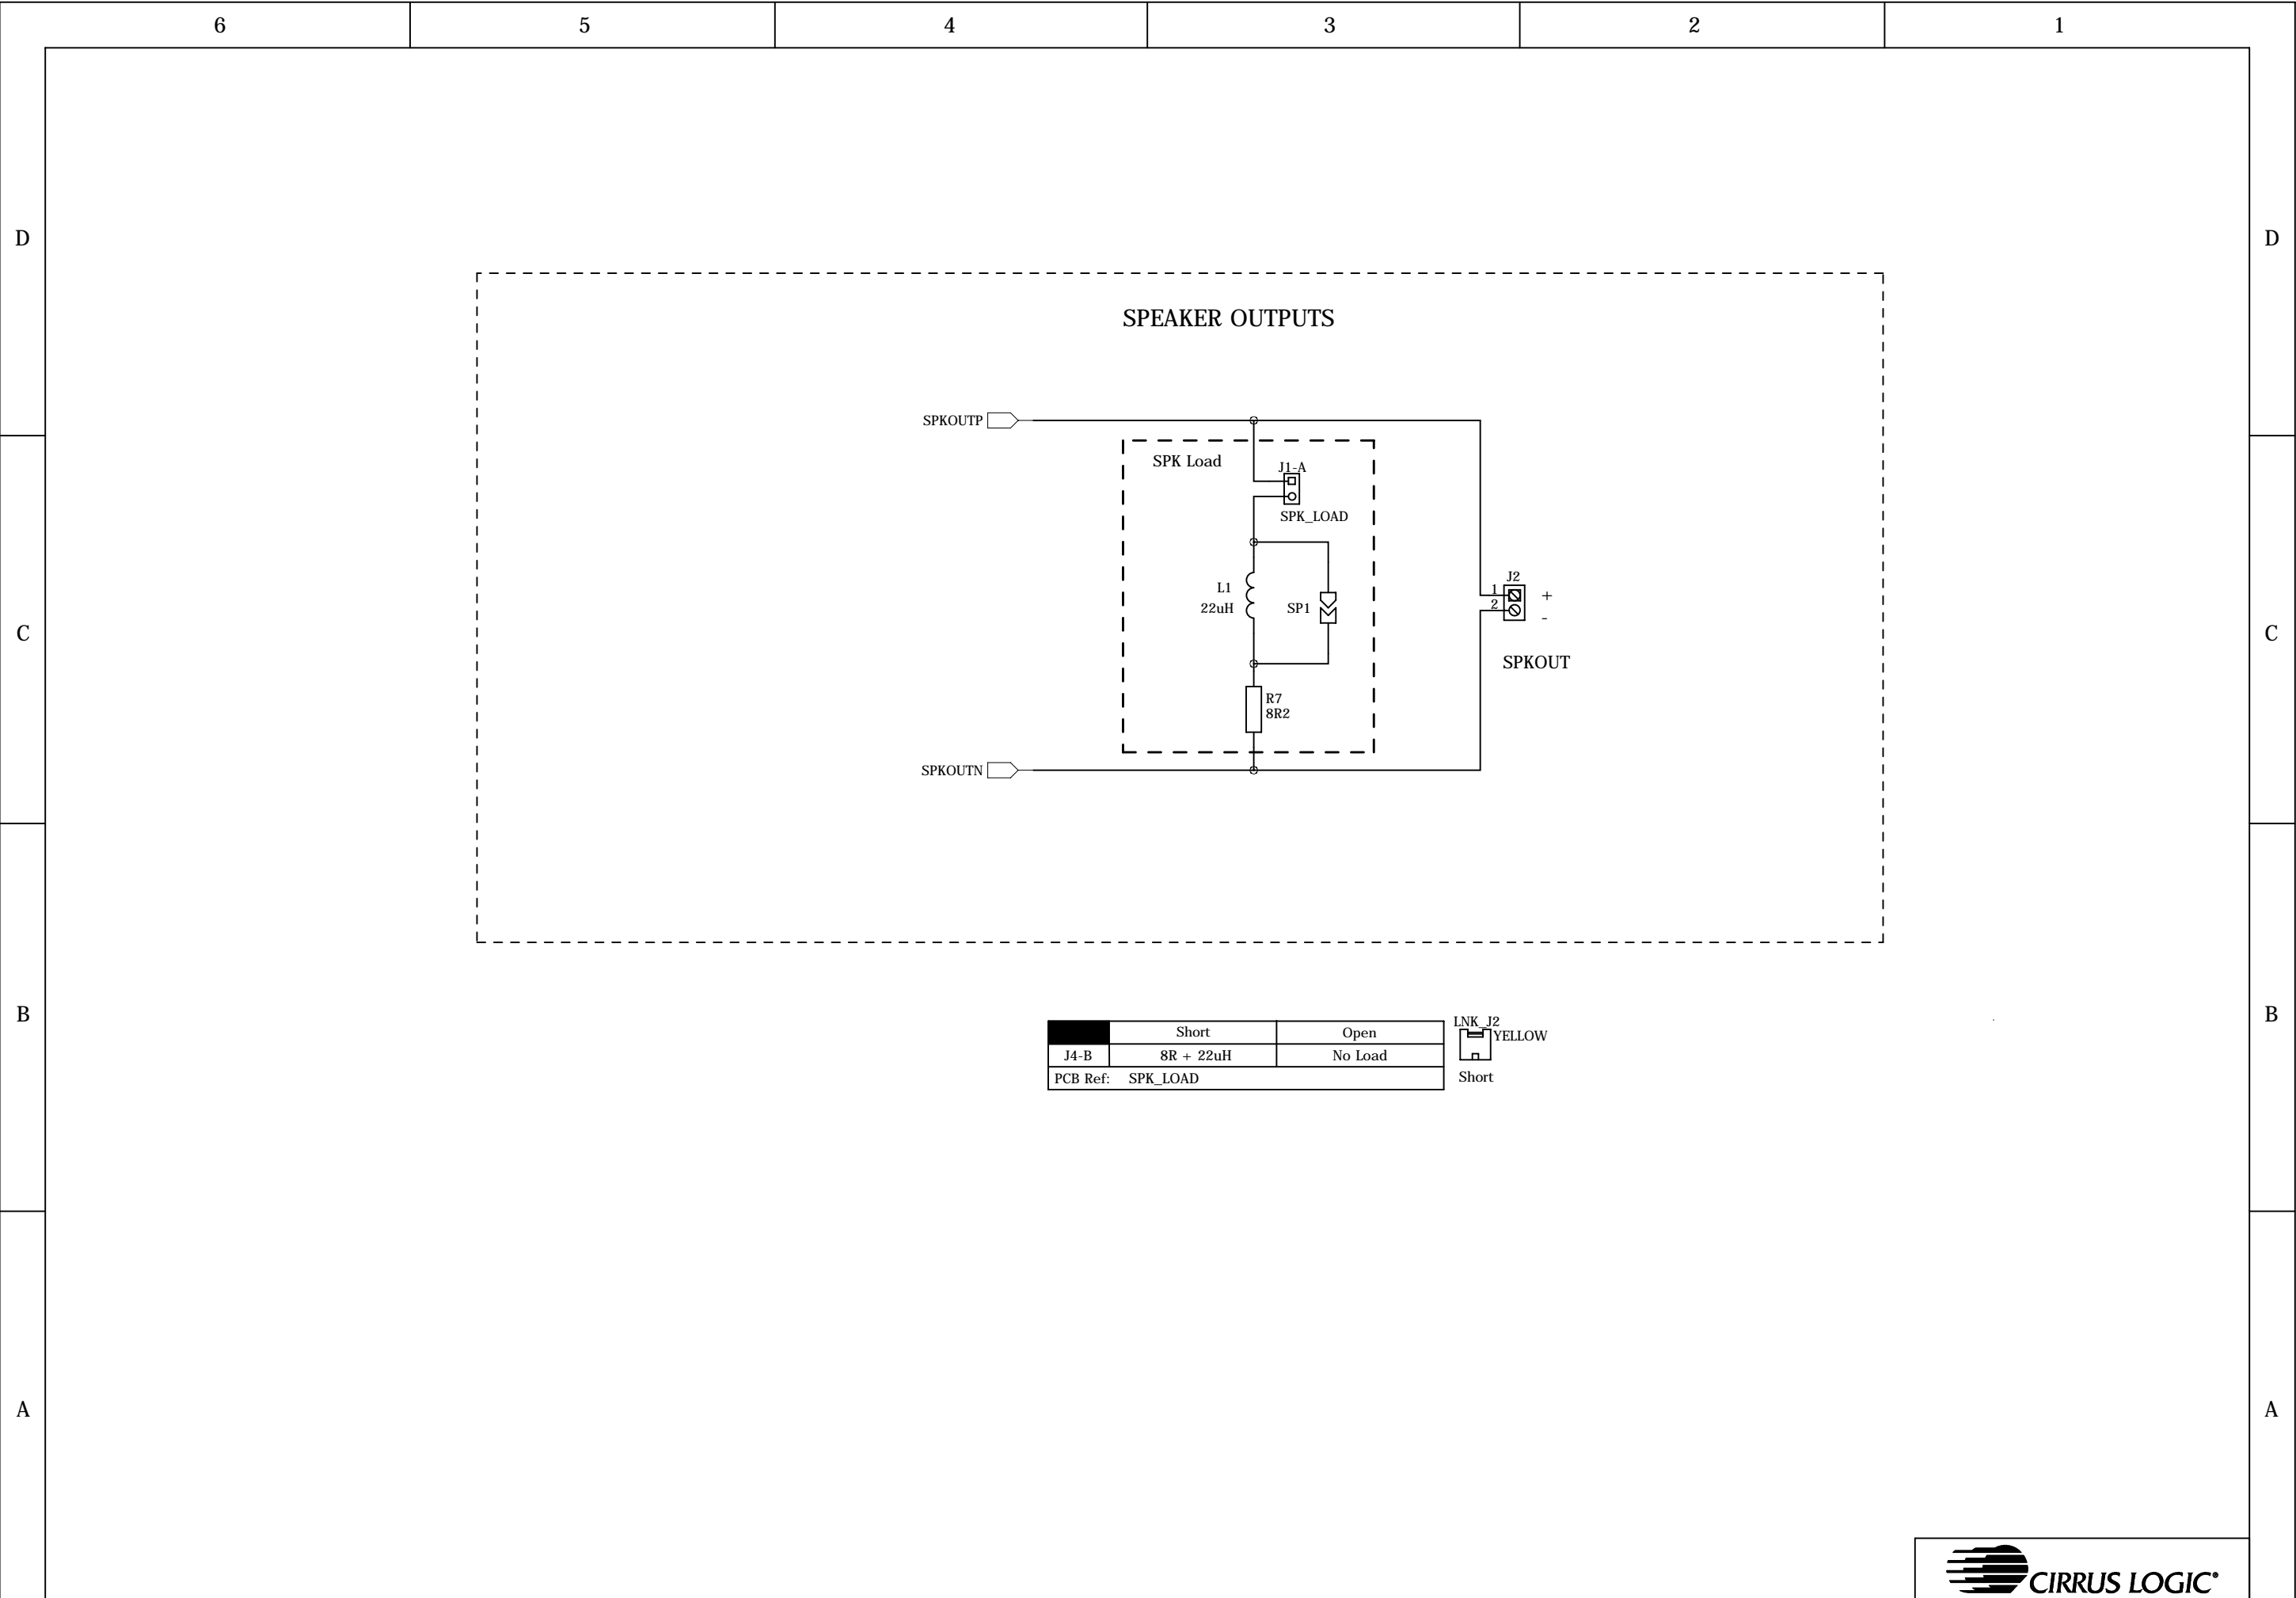 6 5 4 3 2 1
D D
SPEAKER OUTPUTS
SPKOUTP
SPK Load
J1-A
SPK_LOAD
L1
22uH
SP1
J2
1
2
+
-
C C
SPKOUT
R7
8R2
SPKOUTN
B B
Short Open
J4-B 8R + 22uH No Load
PCB Ref: SPK_LOAD
LNK_J2
YELLOW
Short
A A
CIRRUS LOGIC®